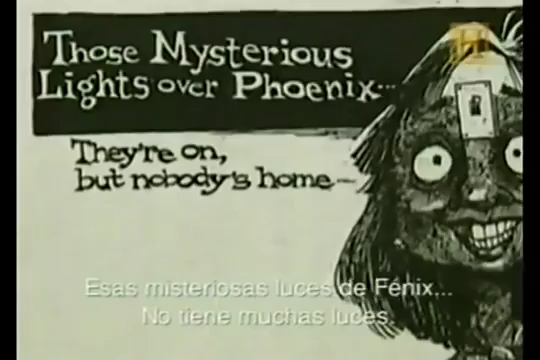 Those Mysterious
Lights over Phoenix...
They're on,
but nobody's home—
Esas misteriosas luces de Fénix...
No tiene muchas luces.